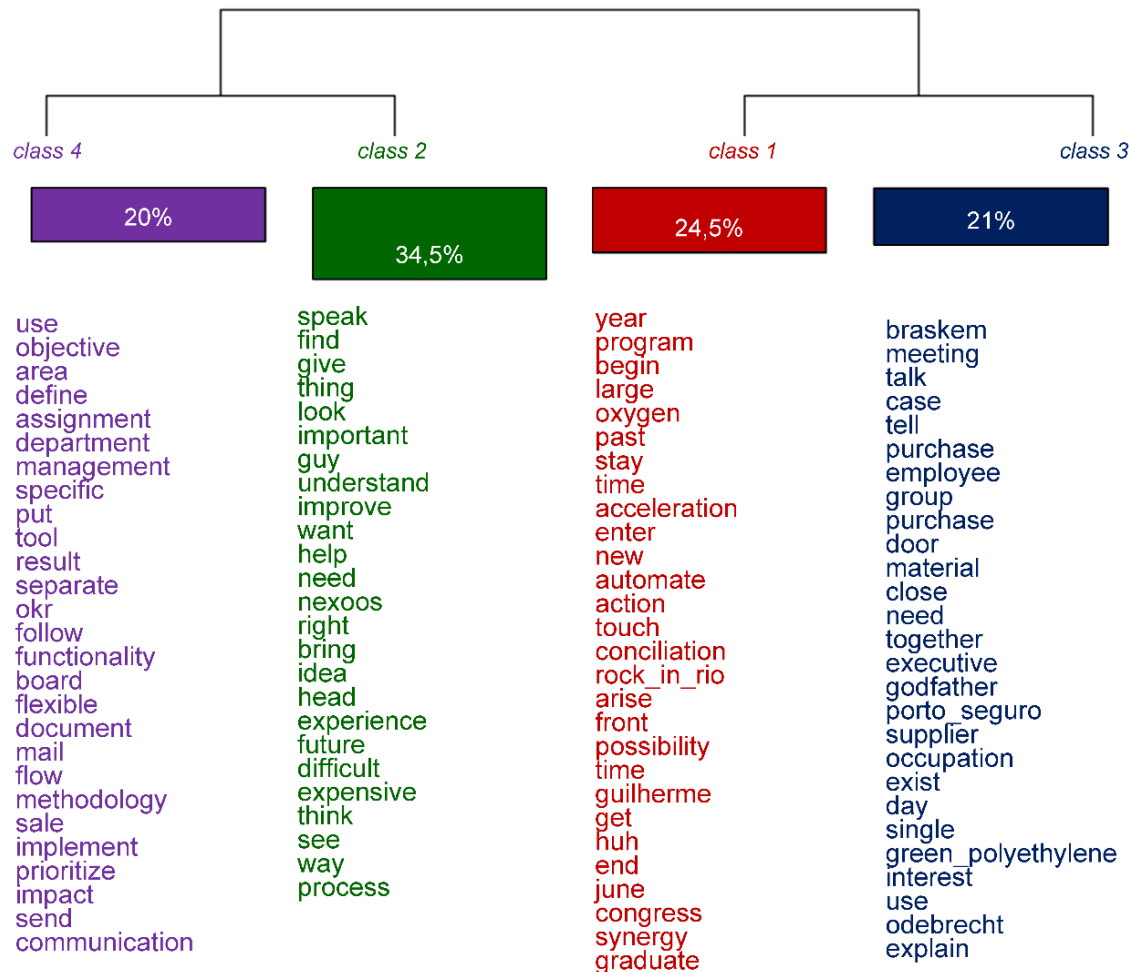 class 4
class 2
class 1
class 3
20%
34,5%
24,5%
21%
use
objective
area
define
assignment
department
management
specific
put
tool
result
separate
okr
follow
functionality
board
flexible
document
mail
flow
methodology
sale
implement
prioritize
impact
send
communication
speak
find
give
thing
look
important
guy
understand
improve
want
help
need
nexoos
right
bring
idea
head
experience
future
difficult
expensive
think
see
way
process
year
program
begin
large
oxygen
past
stay
time
acceleration
enter
new
automate
action
touch
conciliation
rock_in_rio
arise
front
possibility
time
guilherme
get
huh
end
june
congress
synergy
graduate
braskem
meeting
talk
case
tell
purchase
employee
group
purchase
door
material
close
need
together
executive
godfather
porto_seguro
supplier
occupation
exist
day
single
green_polyethylene
interest
use
odebrecht
explain